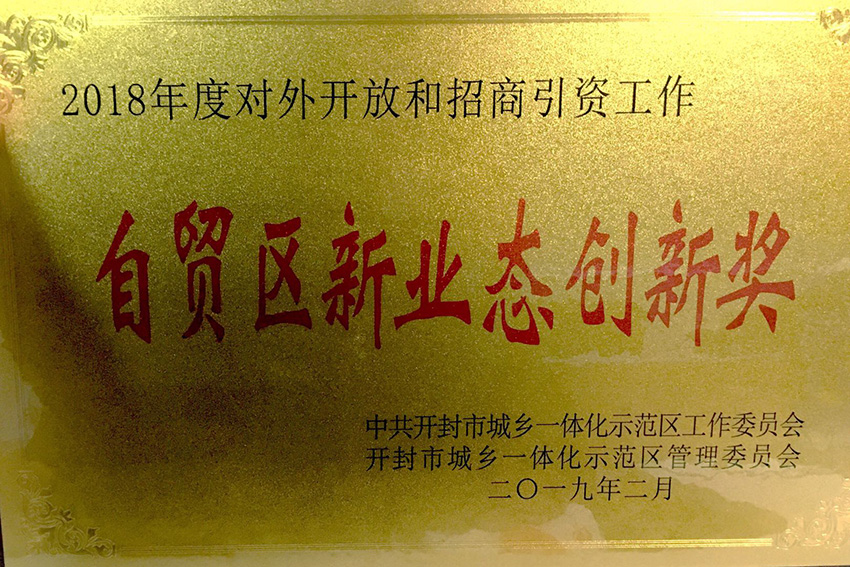 2018年度对外开放和招商引资工作
自贸区新业态创新奖
中共开封市城乡一体化示范区工作委员会
开封市城乡一体化示范区管理委员会
二〇一九年二月